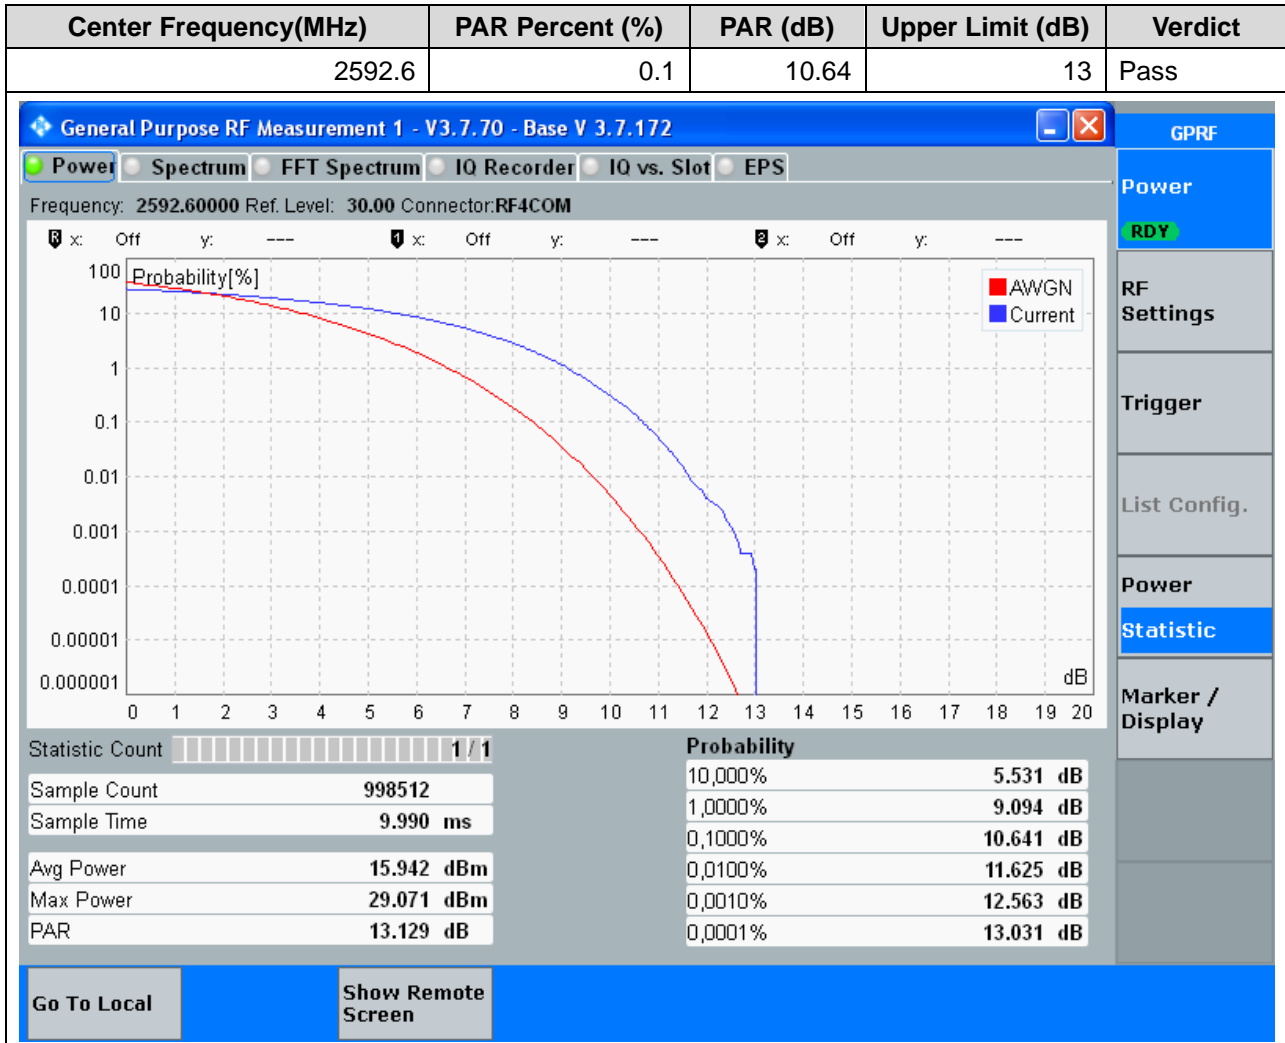 Center Frequency(MHz) PAR Percent (%) PAR (dB) Upper Limit (dB) Verdict
2592.6 0.1 10.64 13 Pass
General Purpose RF Measurement 1 - V3.7.70 - Base V 3.7.172
GPRF
Power Spectrum FFT Spectrum IQ Recorder IQ vs. Slot EPS
Frequency: 2592.60000 Ref. Level: 30.00 Connector:RF4COM
R x: Off y: --- 1 x: Off y: --- 2 x: Off y: ---
Probability[%]
AWGN
Current
100
10
1
0.1
0.01
0.001
0.0001
0.00001
0.000001
dB
0 1 2 3 4 5 6 7 8 9 10 11 12 13 14 15 16 17 18 19 20
Statistic Count 1 / 1
Sample Count 998512
Sample Time 9.990 ms
Avg Power 15.942 dBm
Max Power 29.071 dBm
PAR 13.129 dB
Probability
10,000% 5.531 dB
1,0000% 9.094 dB
0,1000% 10.641 dB
0,0100% 11.625 dB
0,0010% 12.563 dB
0,0001% 13.031 dB
Power
RDY
RF
Settings
Trigger
List Config.
Power
Statistic
Marker /
Display
Go To Local
Show Remote
Screen